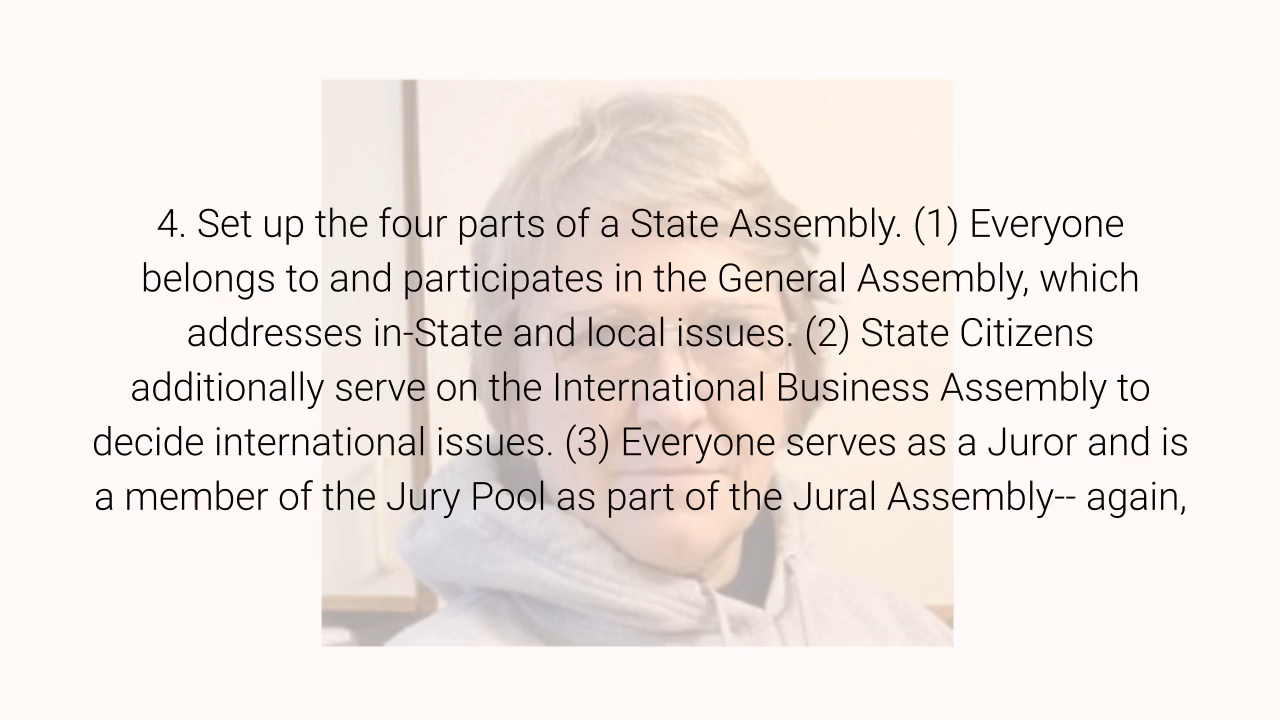 4. Set up the four parts of a State Assembly. (1) Everyone
belongs to and participates in the General Assembly, which
addresses in-State and local issues. (2) State Citizens
additionally serve on the International Business Assembly to
decide international issues. (3) Everyone serves as a Juror and is
a member of the Jury Pool as part of the Jural Assembly-- again,